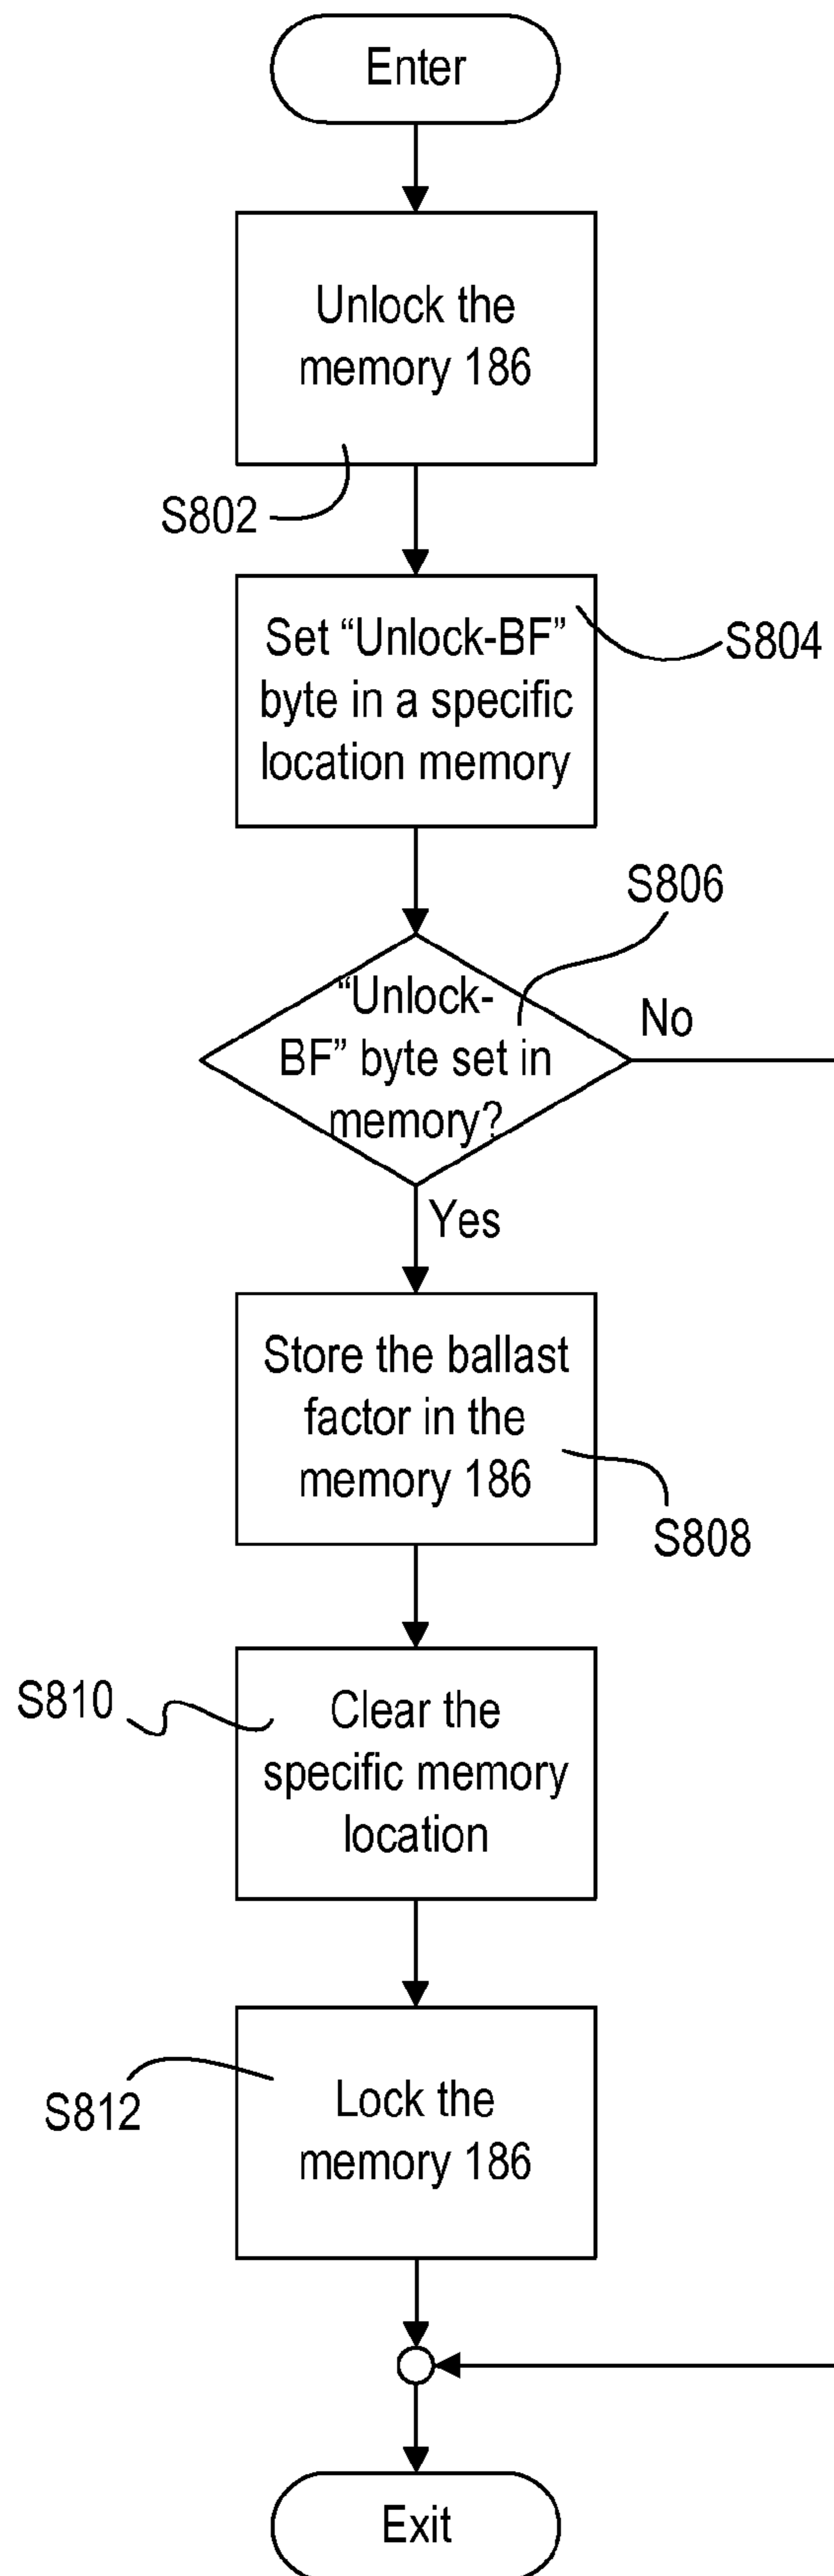 Enter
Unlock the
memory 186
S802
Set “Unlock-BF”
byte in a specific
location memory
S804
S806
“Unlock-
BF” byte set in
memory?
No
Yes
Store the ballast
factor in the
memory 186
S808
S810
Clear the
specific memory
location
Lock the
memory 186
S812
Exit